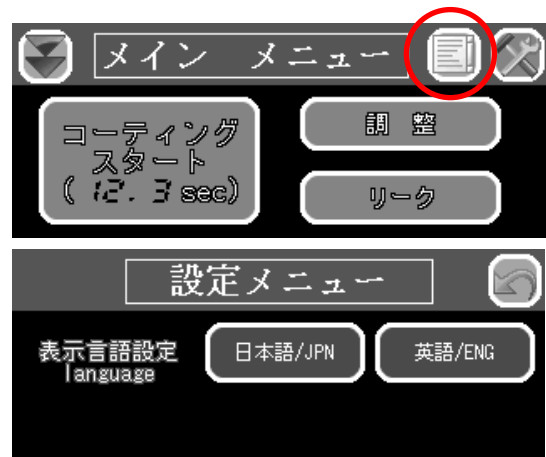 メイン メニュー
コーティング
スタート
( 12.3 sec)
調 整
リーク
設定メニュー
表示言語設定
language
日本語/JPN
英語/ENG